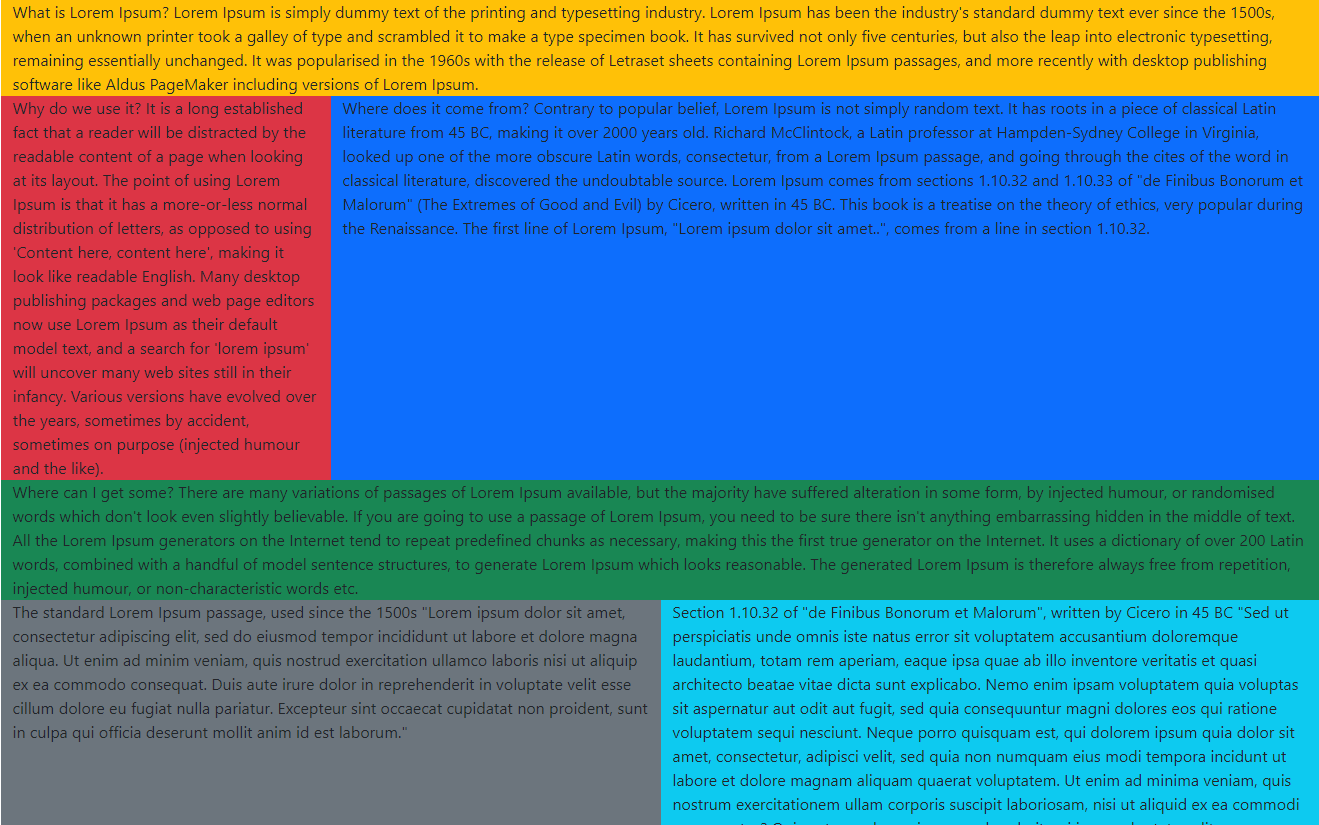 What is Lorem Ipsum? Lorem Ipsum is simply dummy text of the printing and typesetting industry. Lorem Ipsum has been the industry's standard dummy text ever since the 1500s,
when an unknown printer took a galley of type and scrambled it to make a type specimen book. It has survived not only five centuries, but also the leap into electronic typesetting,
remaining essentially unchanged. It was popularised in the 1960s with the release of Letraset sheets containing Lorem Ipsum passages, and more recently with desktop publishing
software like Aldus PageMaker including versions of Lorem Ipsum.
Why do we use it? It is a long established
fact that a reader will be distracted by the
readable content of a page when looking
at its layout. The point of using Lorem
Ipsum is that it has a more-or-less normal
distribution of letters, as opposed to using
'Content here, content here', making it
look like readable English. Many desktop
publishing packages and web page editors
now use Lorem Ipsum as their default
model text, and a search for 'lorem ipsum'
will uncover many web sites still in their
infancy. Various versions have evolved over
the years, sometimes by accident,
sometimes on purpose (injected humour
and the like).
Where does it come from? Contrary to popular belief, Lorem Ipsum is not simply random text. It has roots in a piece of classical Latin
literature from 45 BC, making it over 2000 years old. Richard McClintock, a Latin professor at Hampden-Sydney College in Virginia,
looked up one of the more obscure Latin words, consectetur, from a Lorem Ipsum passage, and going through the cites of the word in
classical literature, discovered the undoubtable source. Lorem Ipsum comes from sections 1.10.32 and 1.10.33 of "de Finibus Bonorum et
Malorum" (The Extremes of Good and Evil) by Cicero, written in 45 BC. This book is a treatise on the theory of ethics, very popular during
the Renaissance. The first line of Lorem Ipsum, "Lorem ipsum dolor sit amet..", comes from a line in section 1.10.32.
Where can I get some? There are many variations of passages of Lorem Ipsum available, but the majority have suffered alteration in some form, by injected humour, or randomised
words which don't look even slightly believable. If you are going to use a passage of Lorem Ipsum, you need to be sure there isn't anything embarrassing hidden in the middle of text.
All the Lorem Ipsum generators on the Internet tend to repeat predefined chunks as necessary, making this the first true generator on the Internet. It uses a dictionary of over 200 Latin
words, combined with a handful of model sentence structures, to generate Lorem Ipsum which looks reasonable. The generated Lorem Ipsum is therefore always free from repetition,
injected humour, or non-characteristic words etc.
The standard Lorem Ipsum passage, used since the 1500s "Lorem ipsum dolor sit amet,
consectetur adipiscing elit, sed do eiusmod tempor incididunt ut labore et dolore magna
aliqua. Ut enim ad minim veniam, quis nostrud exercitation ullamco laboris nisi ut aliquip
ex ea commodo consequat. Duis aute irure dolor in reprehenderit in voluptate velit esse
cillum dolore eu fugiat nulla pariatur. Excepteur sint occaecat cupidatat non proident, sunt
in culpa qui officia deserunt mollit anim id est laborum."
Section 1.10.32 of "de Finibus Bonorum et Malorum", written by Cicero in 45 BC "Sed ut
perspiciatis unde omnis iste natus error sit voluptatem accusantium doloremque
laudantium, totam rem aperiam, eaque ipsa quae ab illo inventore veritatis et quasi
architecto beatae vitae dicta sunt explicabo. Nemo enim ipsam voluptatem quia voluptas
sit aspernatur aut odit aut fugit, sed quia consequuntur magni dolores eos qui ratione
voluptatem sequi nesciunt. Neque porro quisquam est, qui dolorem ipsum quia dolor sit
amet, consectetur, adipisci velit, sed quia non numquam eius modi tempora incidunt ut
labore et dolore magnam aliquam quaerat voluptatem. Ut enim ad minima veniam, quis
nostrum exercitationem ullam corporis suscipit laboriosam, nisi ut aliquid ex ea commodi